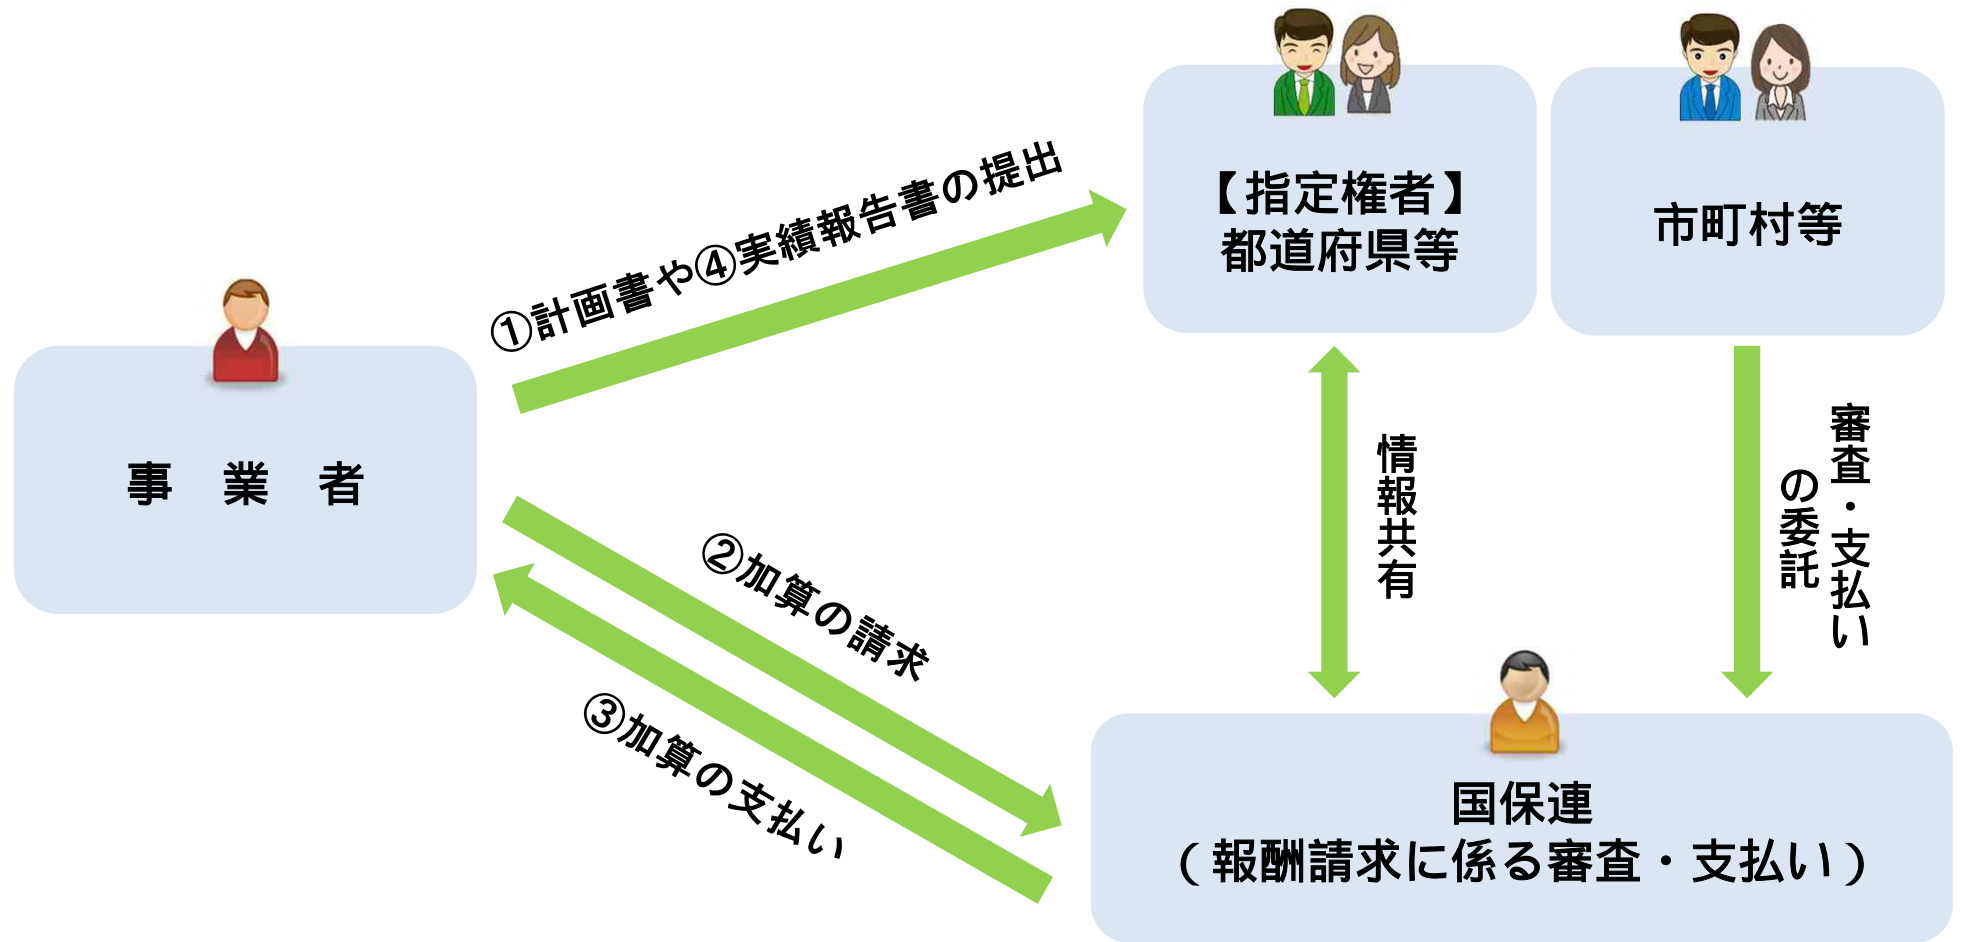 ①計画書や④実績報告書の提出
【指定権者】
都道府県等
市町村等
事　業　者
②加算の請求
③加算の支払い
情報共有
審査・支払い
の委託
国保連
（報酬請求に係る審査・支払い）